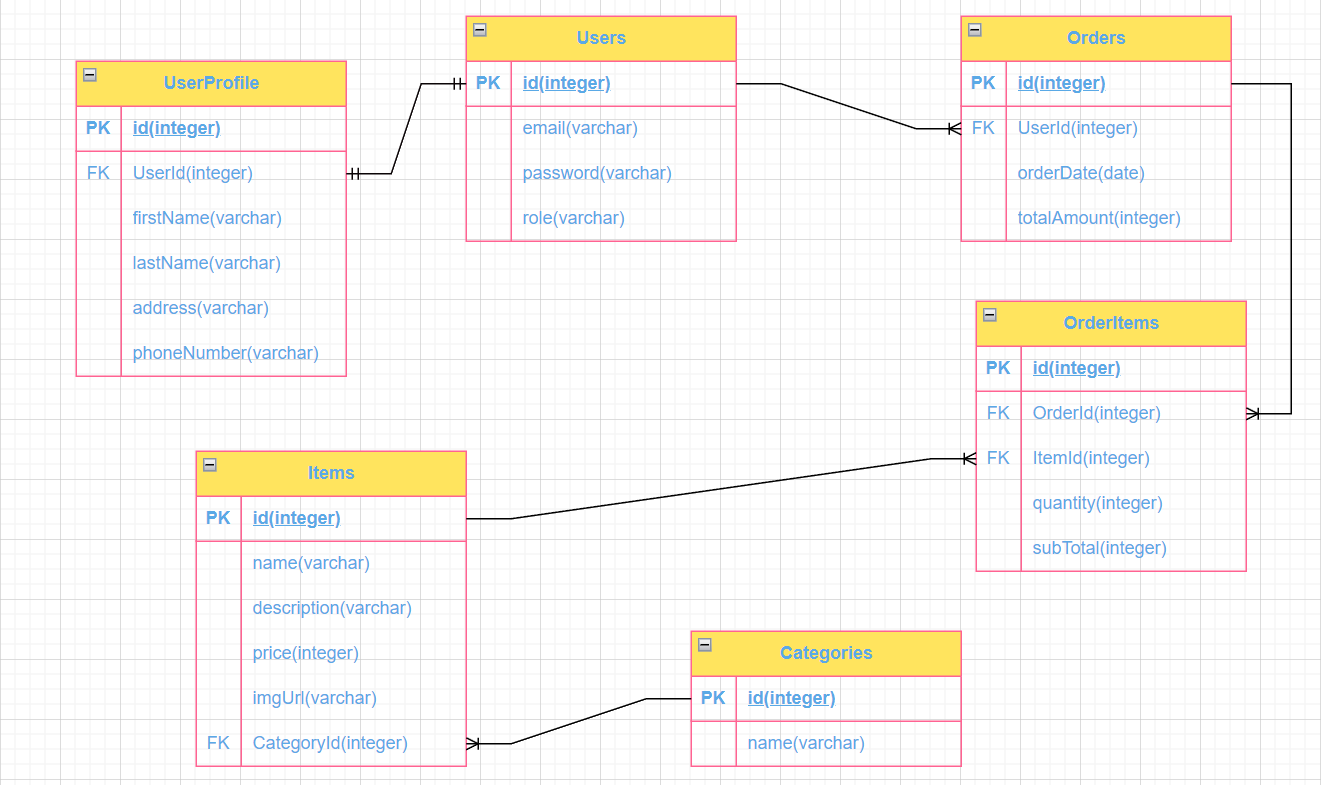 UserProfile
PK id(integer)
FK UserId(integer)
firstName(varchar)
lastName(varchar)
address(varchar)
phoneNumber(varchar)
Users
PK id(integer)
email(varchar)
password(varchar)
role(varchar)
Orders
PK id(integer)
FK UserId(integer)
orderDate(date)
totalAmount(integer)
OrderItems
PK id(integer)
FK OrderId(integer)
FK ItemId(integer)
quantity(integer)
subTotal(integer)
Items
PK id(integer)
name(varchar)
description(varchar)
price(integer)
imgUrl(varchar)
FK CategoryId(integer)
Categories
PK id(integer)
name(varchar)